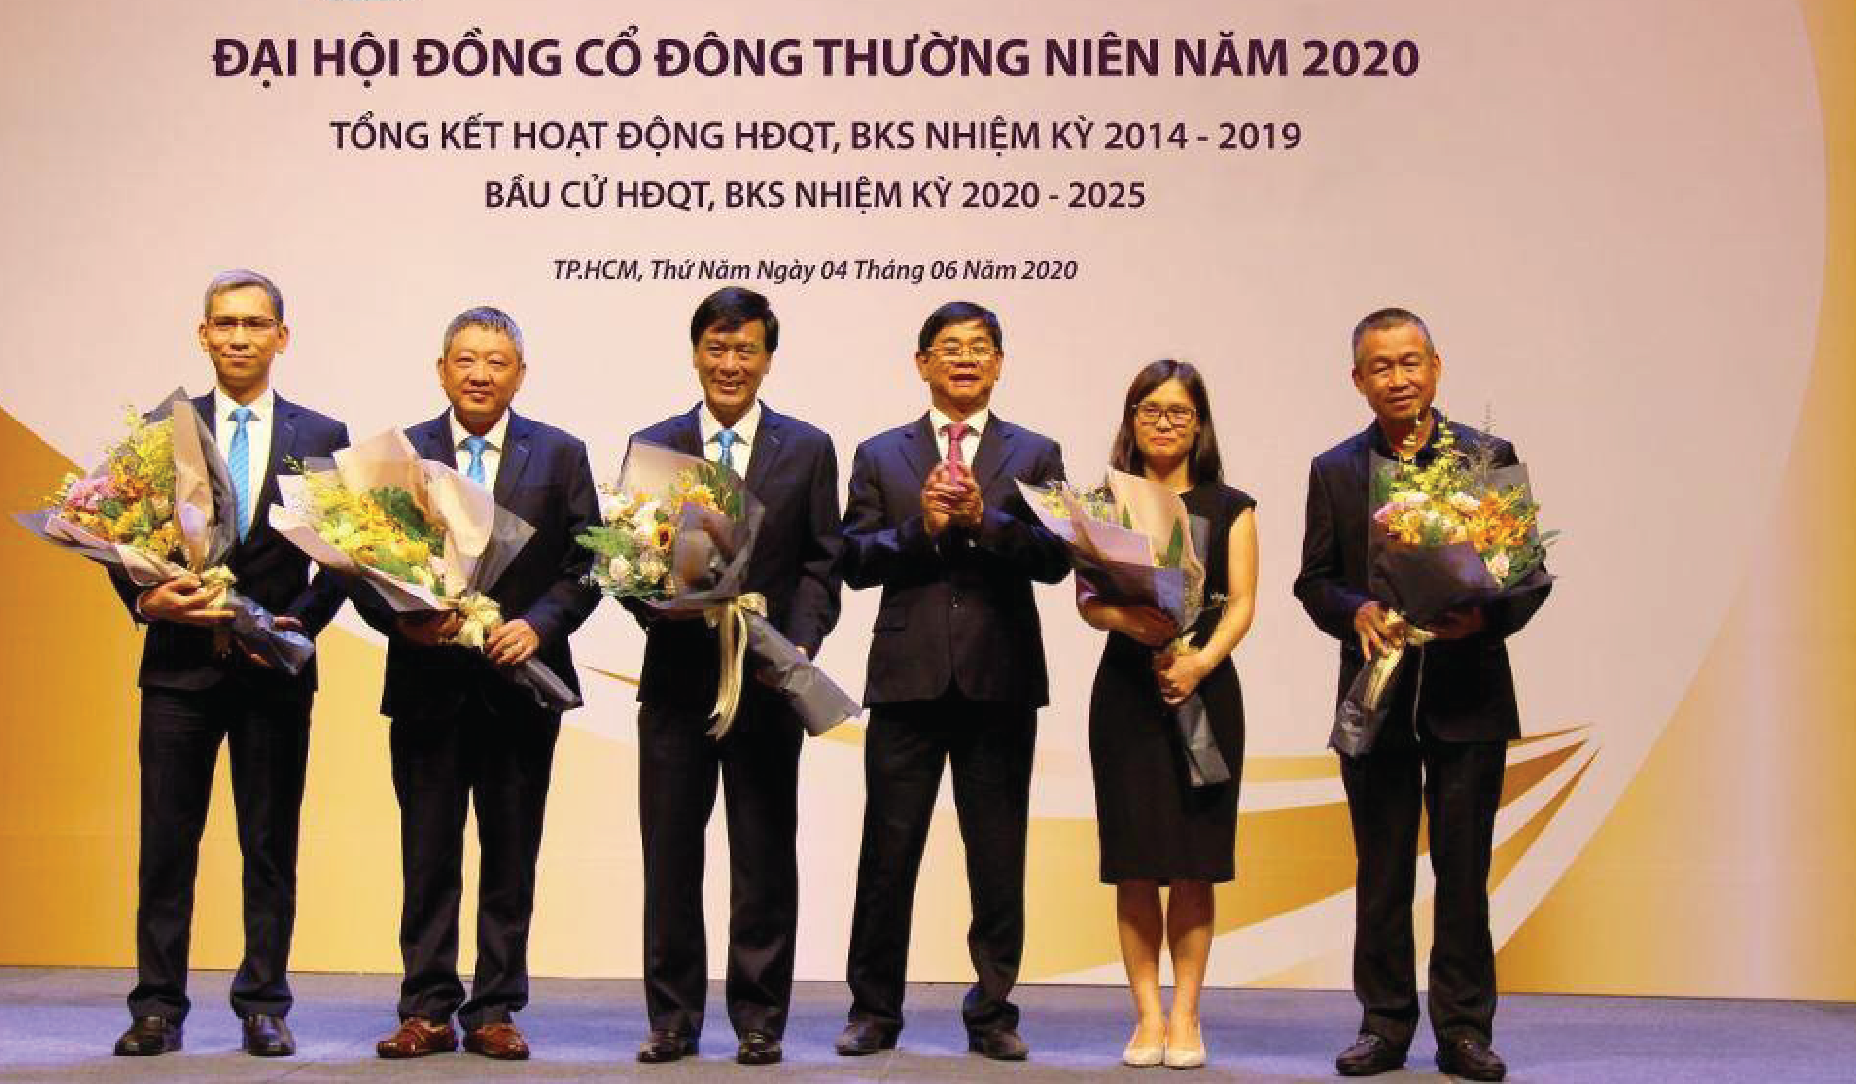 ĐẠI HỘI ĐỒNG CỔ ĐÔNG THƯỜNG NIÊN NĂM 2020
TỔNG KẾT HOẠT ĐỘNG HĐQT, BKS NHIỆM KỲ 2014 - 2019
BẦU CỬ HĐQT, BKS NHIỆM KỲ 2020 - 2025
TP.HCM, Thứ Năm Ngày 04 Tháng 06 Năm 2020